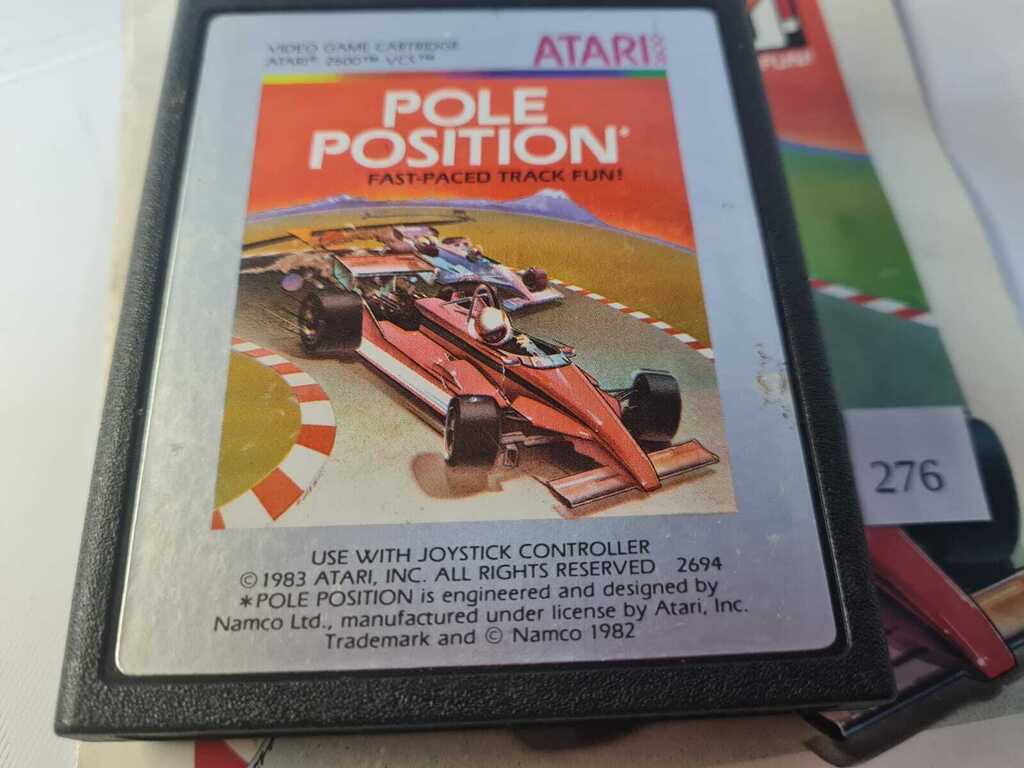 VIDEO GAME CARTRIDGE
ATARI® 2600™ VCS™
ATARI
POLE
POSITION*
FAST-PACED TRACK FUN!
USE WITH JOYSTICK CONTROLLER
©1983 ATARI, INC. ALL RIGHTS RESERVED 2694
*POLE POSITION is engineered and designed by
Namco Ltd., manufactured under license by Atari, Inc.
Trademark and © Namco 1982
FUN!
276